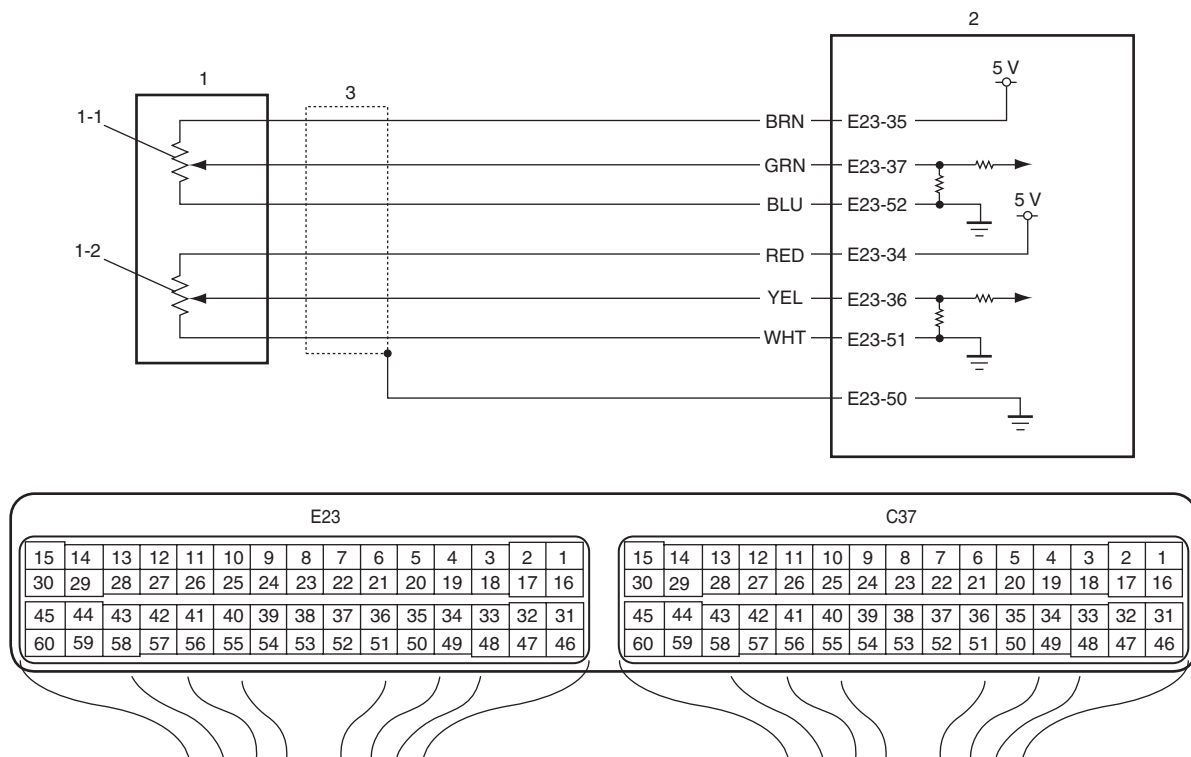 2
1
3
5 V
1-1
BRN E23-35
GRN E23-37
BLU E23-52
5 V
1-2
RED E23-34
YEL E23-36
WHT E23-51
E23-50
E23 C37
15 14 13 12 11 10 9 8 7 6 5 4 3 2 1 15 14 13 12 11 10 9 8 7 6 5 4 3 2 1
30 29 28 27 26 25 24 23 22 21 20 19 18 17 16 30 29 28 27 26 25 24 23 22 21 20 19 18 17 16
45 44 43 42 41 40 39 38 37 36 35 34 33 32 31 45 44 43 42 41 40 39 38 37 36 35 34 33 32 31
60 59 58 57 56 55 54 53 52 51 50 49 48 47 46 60 59 58 57 56 55 54 53 52 51 50 49 48 47 46